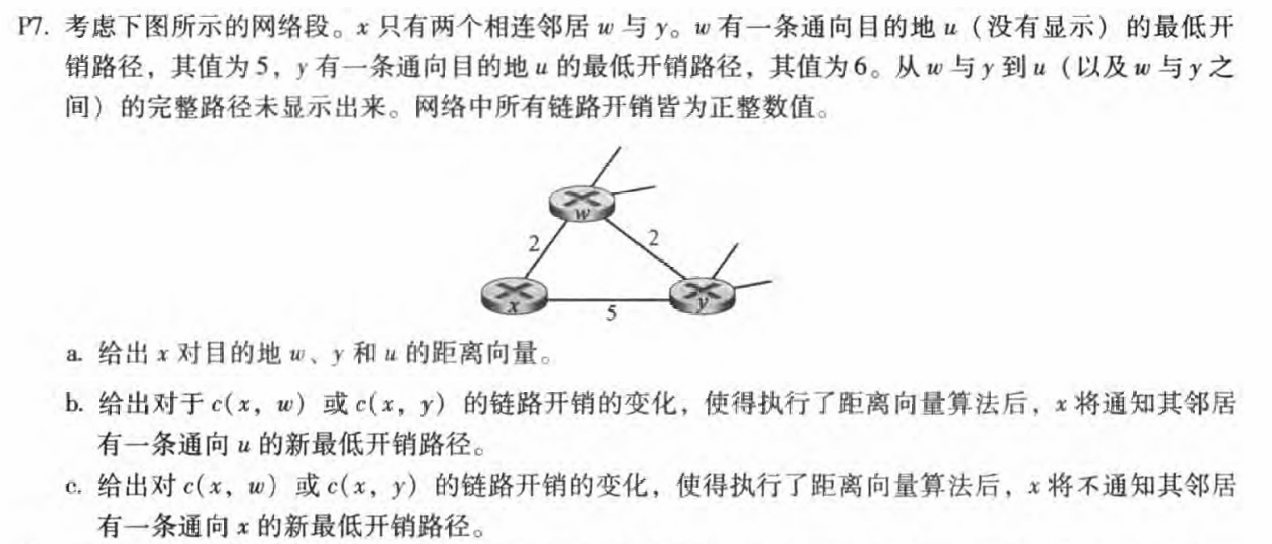 P7. 考虑下图所示的网络段。x 只有两个相连邻居 w 与 y。w 有一条通向目的地 u（没有显示）的最低开
销路径，其值为 5，y 有一条通向目的地 u 的最低开销路径，其值为 6。从 w 与 y 到 u（以及 w 与 y 之
间）的完整路径未显示出来。网络中所有链路开销皆为正整数值。
w
2
2
x
y
5
a. 给出 x 对目的地 w、y 和 u 的距离向量。
b. 给出对于 c(x, w) 或 c(x, y) 的链路开销的变化，使得执行了距离向量算法后，x 将通知其邻居
有一条通向 u 的新最低开销路径。
c. 给出对 c(x, w) 或 c(x, y) 的链路开销的变化，使得执行了距离向量算法后，x 将不通知其邻居
有一条通向 x 的新最低开销路径。